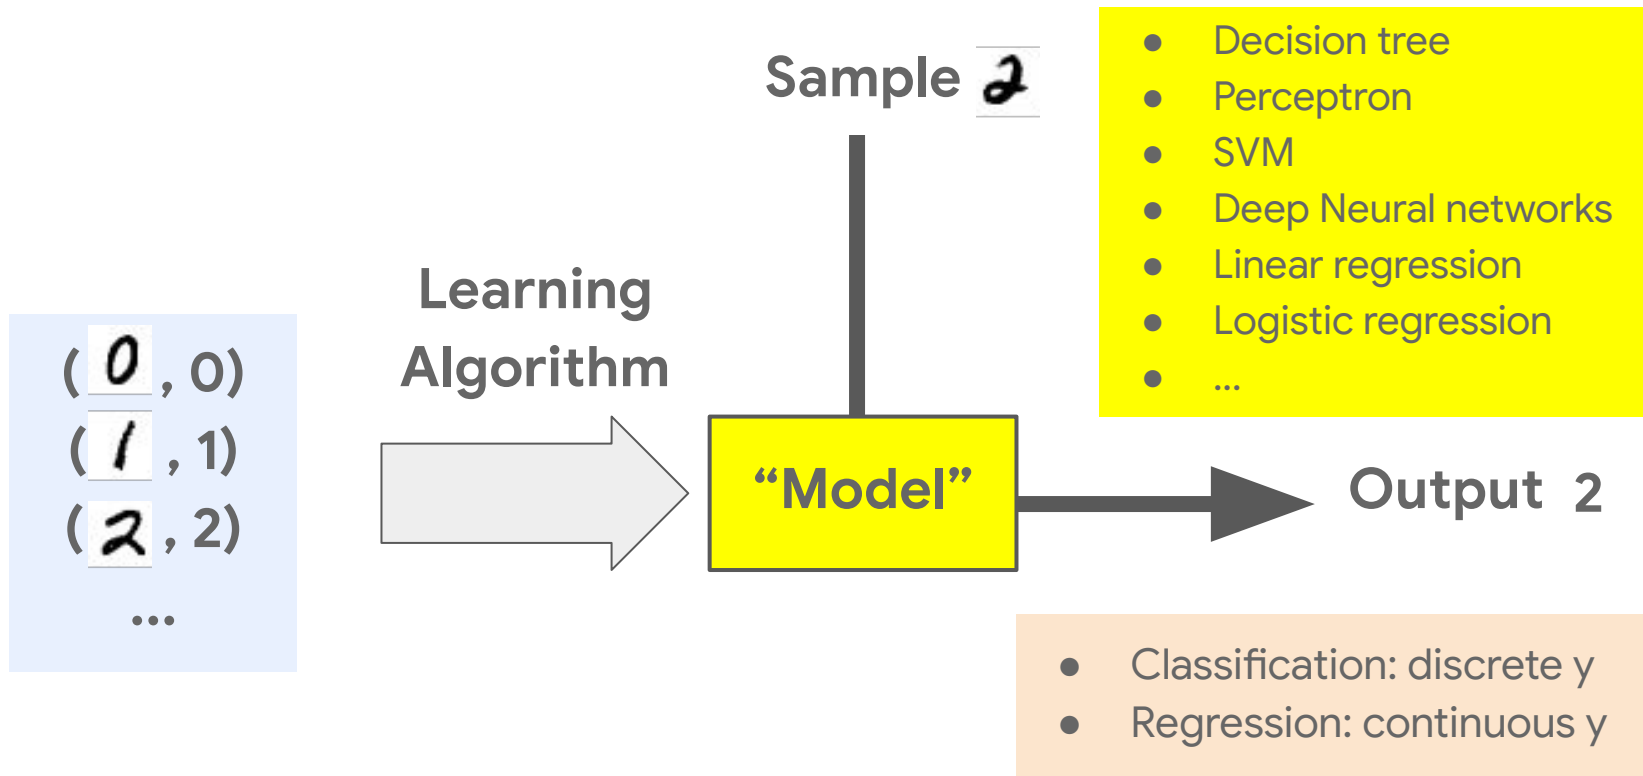 Sample 2
● Decision tree
● Perceptron
● SVM
● Deep Neural networks
● Linear regression
● Logistic regression
● ...
Learning
Algorithm
(0, 0)
(1, 1)
(2, 2)
...
“Model”
Output 2
● Classification: discrete y
● Regression: continuous y